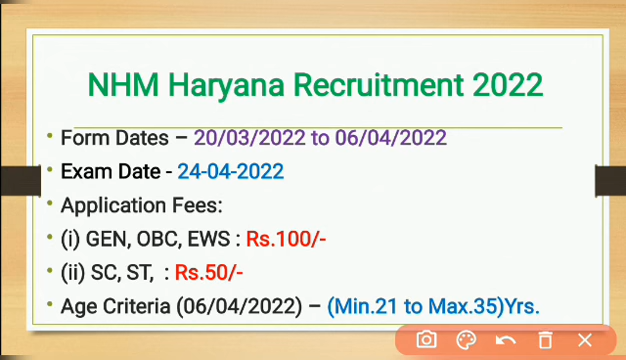 NHM Haryana Recruitment 2022
• Form Dates – 20/03/2022 to 06/04/2022
• Exam Date - 24-04-2022
• Application Fees:
• (i) GEN, OBC, EWS : Rs.100/-
• (ii) SC, ST,  : Rs.50/-
• Age Criteria (06/04/2022) – (Min.21 to Max.35)Yrs.